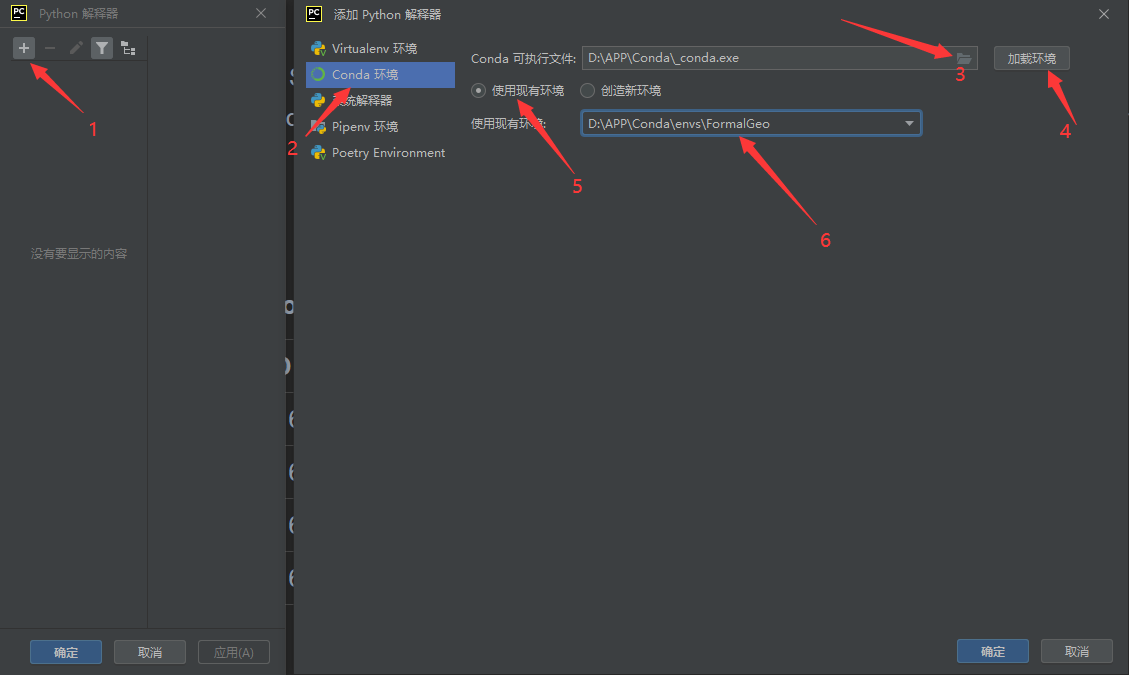 PC Python 解释器
1
没有要显示的内容
确定 取消 应用(A)
PC 添加 Python 解释器
Virtualenv 环境
Conda 环境
系统解释器
Pipenv 环境
Poetry Environment
2
Conda 可执行文件: D:\APP\Conda\_conda.exe
加载环境
3
4
使用现有环境 创造新环境
使用现有环境: D:\APP\Conda\envs\FormalGeo
5
6
确定 取消